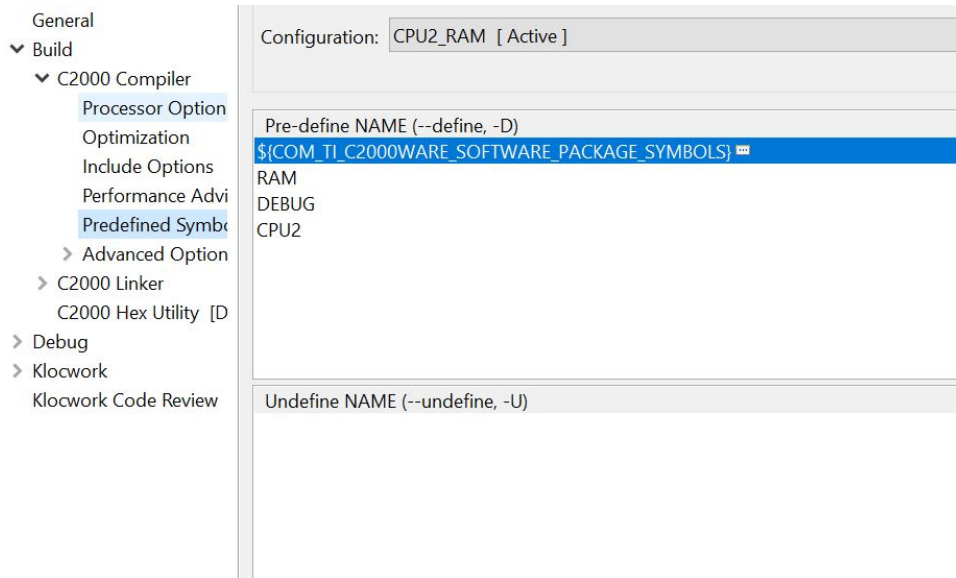 General
Build
C2000 Compiler
Processor Option
Optimization
Include Options
Performance Advi
Predefined Symbo
Advanced Option
C2000 Linker
C2000 Hex Utility [D
Debug
Klocwork
Klocwork Code Review
Configuration: CPU2_RAM [ Active ]
Pre-define NAME (--define, -D)
${COM_TI_C2000WARE_SOFTWARE_PACKAGE_SYMBOLS}
RAM
DEBUG
CPU2
Undefine NAME (--undefine, -U)